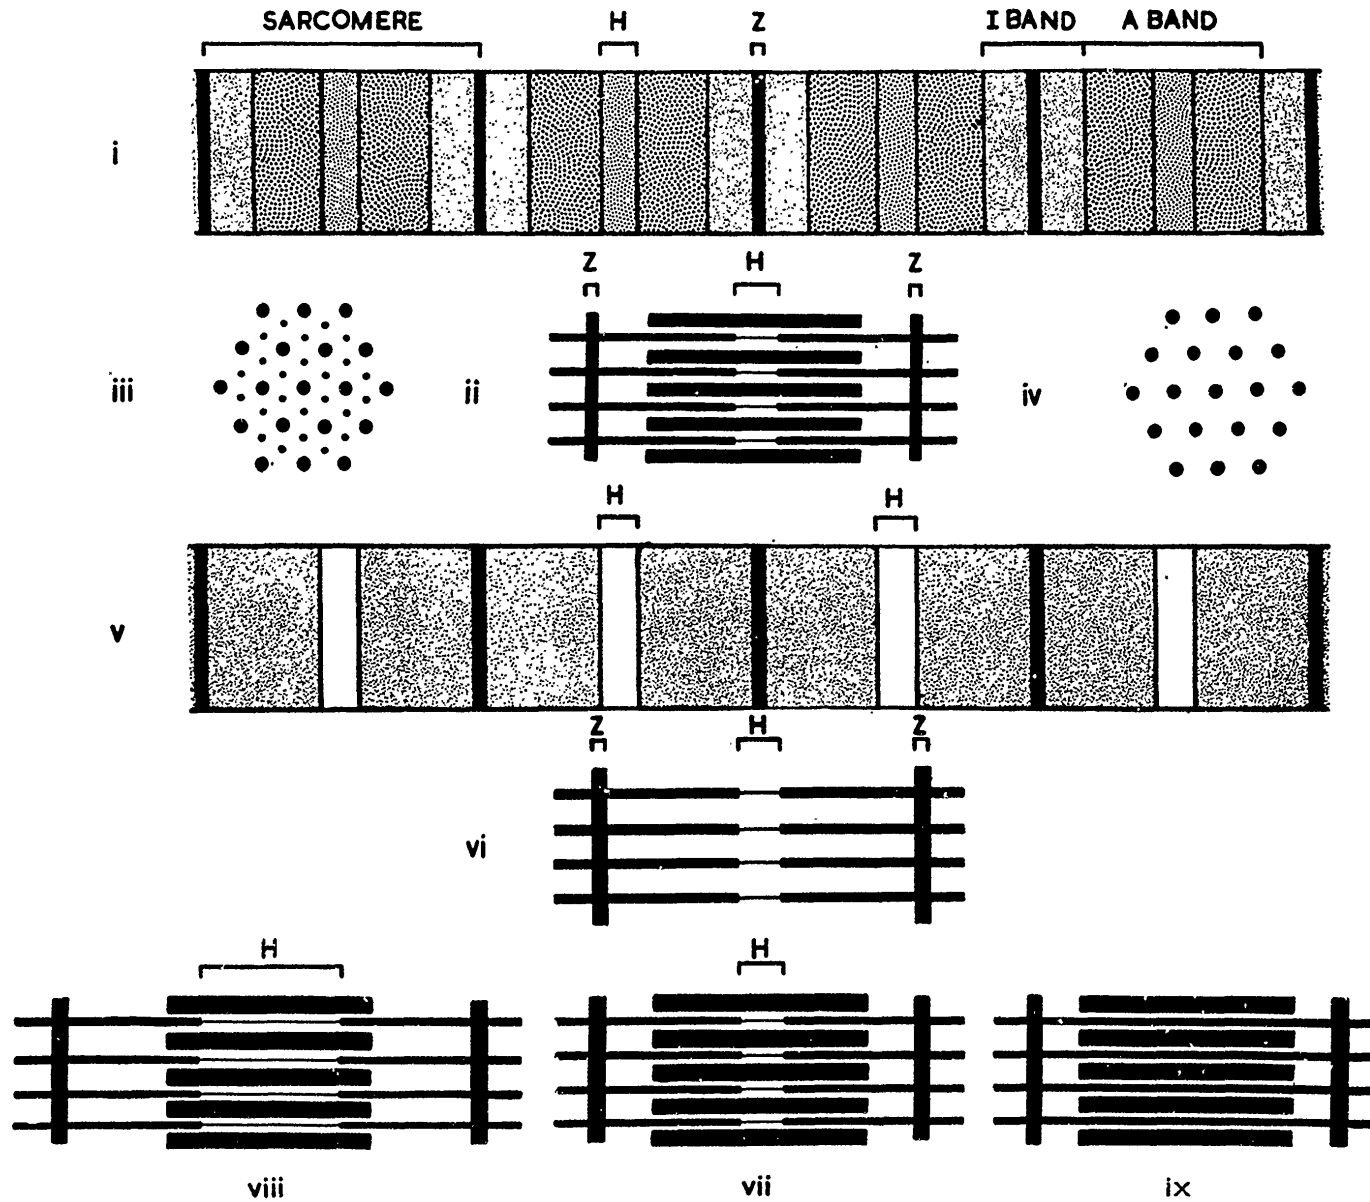 SARCOMERE H Z I BAND A BAND
i
Z H Z
iii ii iv
H H
v
Z H Z
vi
H H
viii vii ix